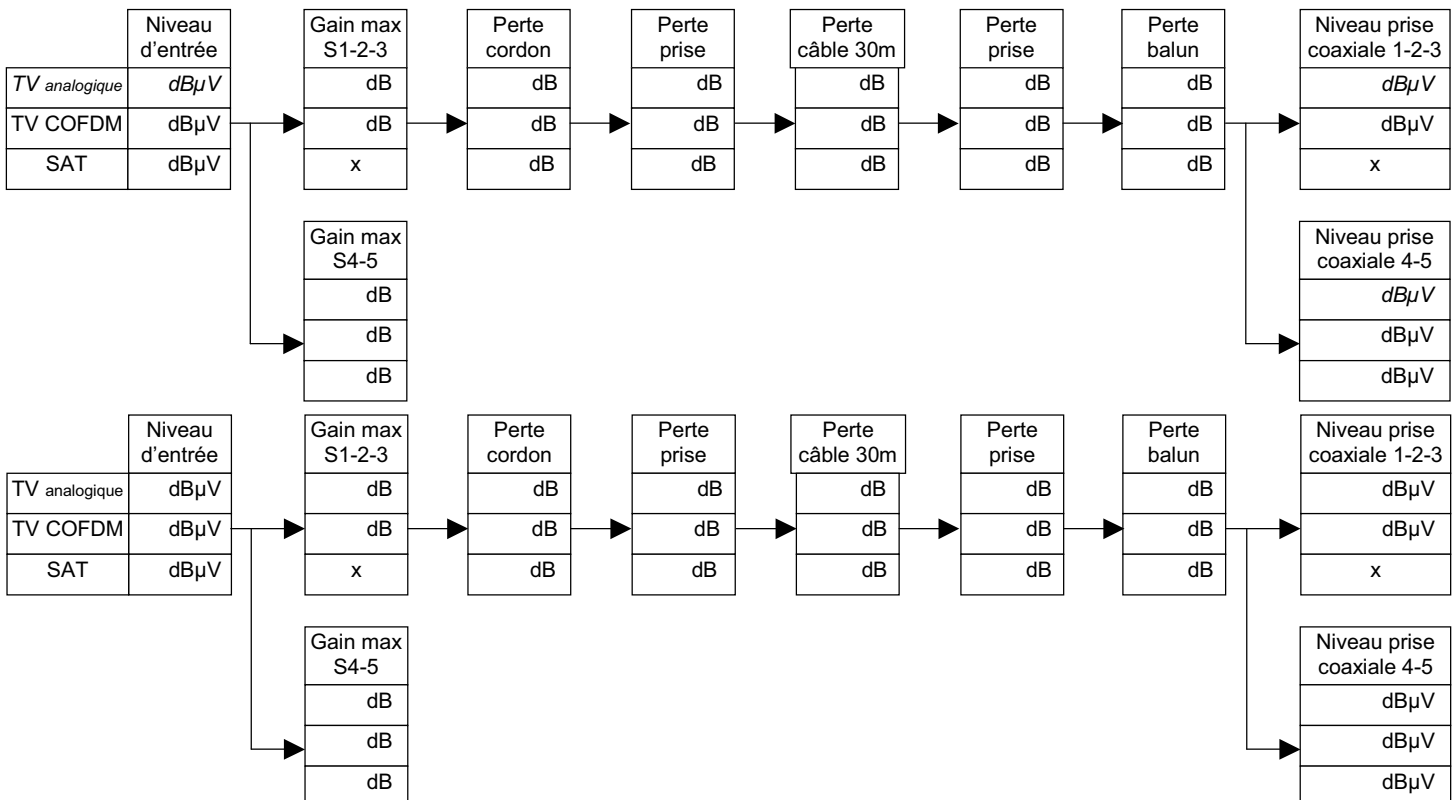 Niveau d'entrée
Gain max S1-2-3
Perte cordon
Perte prise
Perte câble 30m
Perte prise
Perte balun
Niveau prise coaxiale 1-2-3
TV analogique dBµV dB dB dB dB dB dB dBµV
TV COFDM dBµV dB dB dB dB dB dB dBµV
SAT dBµV x dB dB dB dB dB x
Gain max S4-5
Niveau prise coaxiale 4-5
dB dBµV
dB dBµV
dB dBµV
Niveau d'entrée
Gain max S1-2-3
Perte cordon
Perte prise
Perte câble 30m
Perte prise
Perte balun
Niveau prise coaxiale 1-2-3
TV analogique dBµV dB dB dB dB dB dB dBµV
TV COFDM dBµV dB dB dB dB dB dB dBµV
SAT dBµV x dB dB dB dB dB x
Gain max S4-5
Niveau prise coaxiale 4-5
dB dBµV
dB dBµV
dB dBµV